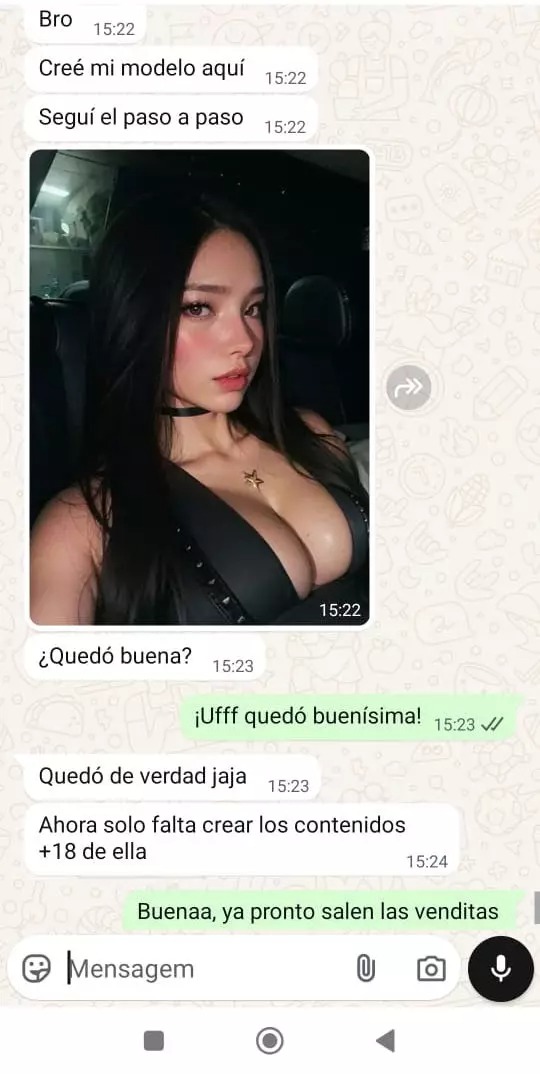 Bro 15:22
Creé mi modelo aquí 15:22
Seguí el paso a paso 15:22
15:22
¿Quedó buena? 15:23
¡Ufff quedó buenísima! 15:23
Quedó de verdad jaja 15:23
Ahora solo falta crear los contenidos
+18 de ella 15:24
Buenaa, ya pronto salen las venditas
Mensagem